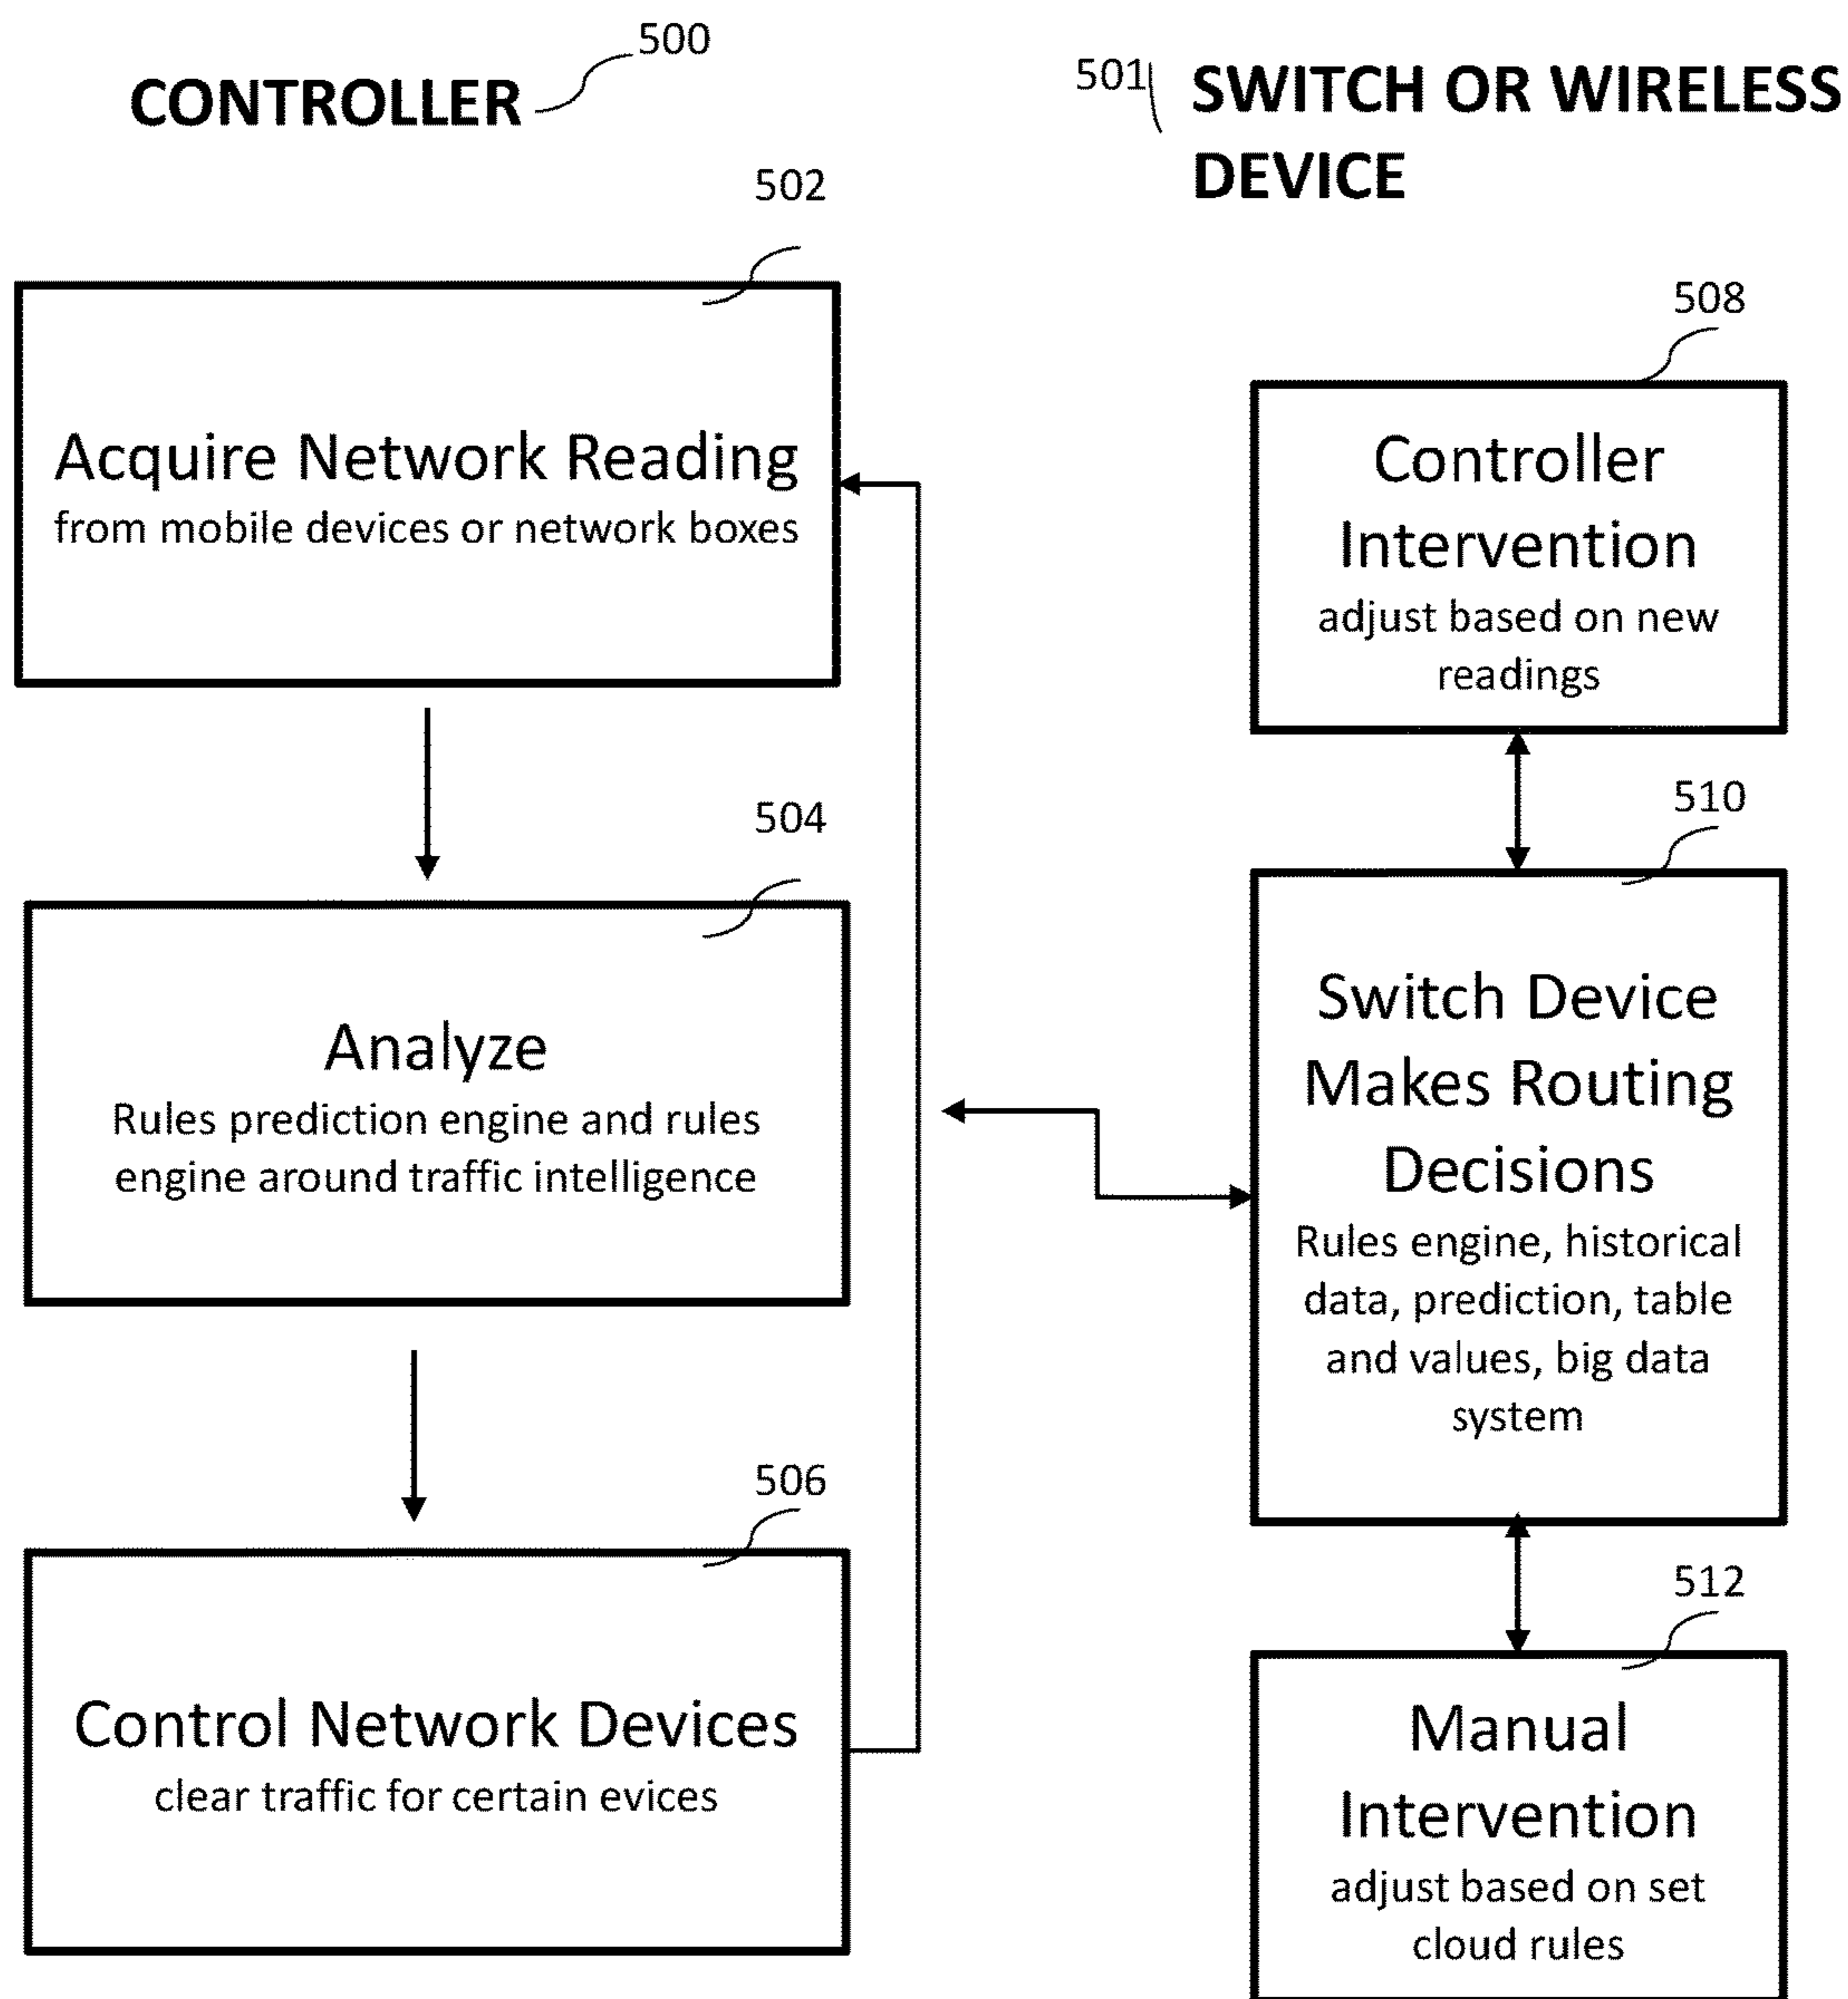 CONTROLLER
500
502
Acquire Network Reading
from mobile devices or network boxes
504
Analyze
Rules prediction engine and rules
engine around traffic intelligence
506
Control Network Devices
clear traffic for certain evices
501
SWITCH OR WIRELESS
DEVICE
508
Controller
Intervention
adjust based on new
readings
510
Switch Device
Makes Routing
Decisions
Rules engine, historical
data, prediction, table
and values, big data
system
512
Manual
Intervention
adjust based on set
cloud rules